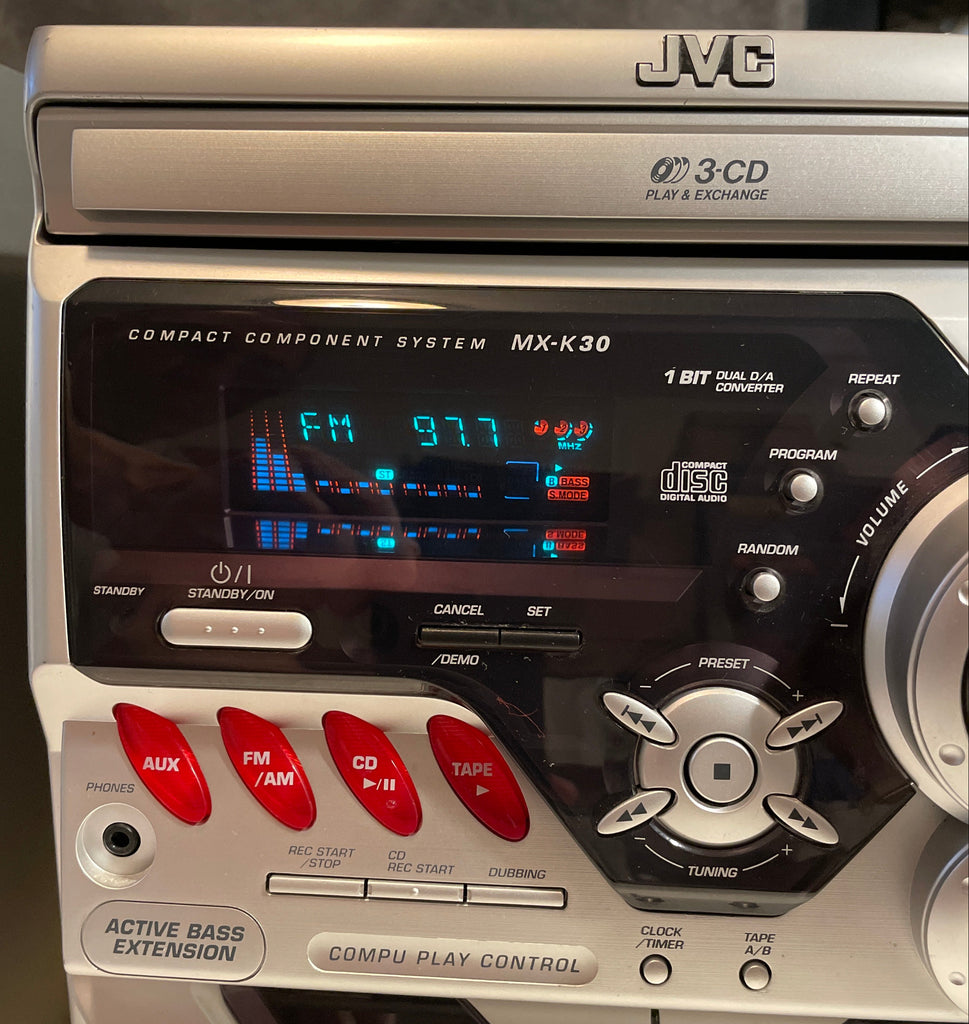 JVC
3-CD
PLAY & EXCHANGE
COMPACT COMPONENT SYSTEM MX-K30
1 BIT DUAL D/A
CONVERTER
REPEAT
FM 97.7
MHZ
ST
B BASS
S.MODE
COMPACT
disc
DIGITAL AUDIO
PROGRAM
VOLUME
RANDOM
STANDBY
STANDBY/ON
CANCEL SET
/DEMO
PRESET
AUX
FM
/AM
CD
TAPE
PHONES
REC START
/STOP
CD
REC START
DUBBING
TUNING
ACTIVE BASS
EXTENSION
COMPU PLAY CONTROL
CLOCK
/TIMER
TAPE
A/B